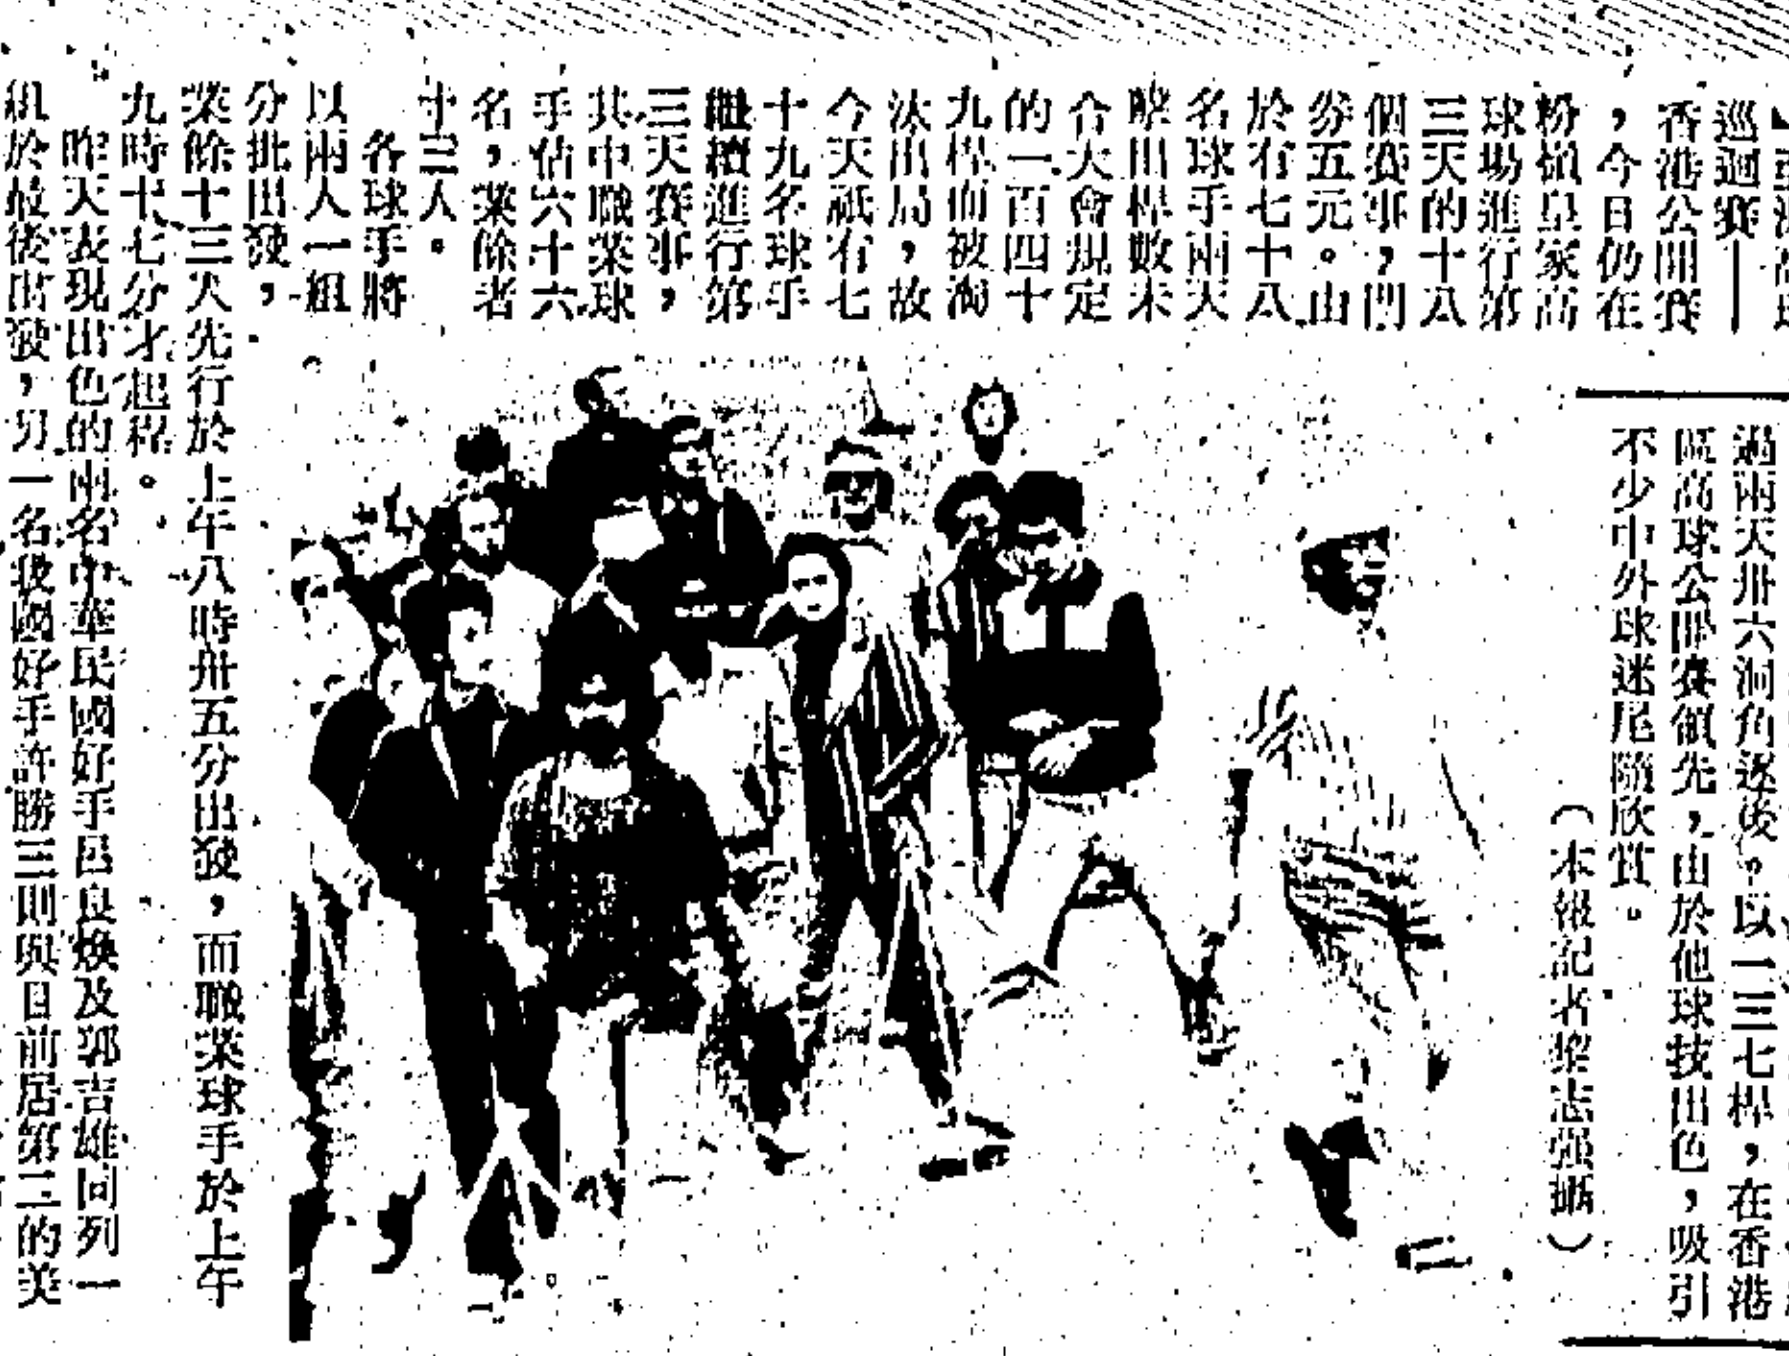 巡迴賽——
香港公開賽
，今日仍在
粉嶺皇家高
球場進行第
三天的十八
個賽事，門
券五元。由
於有七十八
名球手兩天
擊出桿數未
合大會規定
的一百四十
九桿而被淘
汰出局，故
今天祇有七
十九名球手
繼續進行第
三天賽事，
其中職業球
手佔六十六
名，業餘者
十三人。
各球手將
以兩人一組
分批出發，
業餘十三人先行於上午八時卅五分出發，而職業球手於上午
九時十七分才起程。
昨天表現出色的兩名中華民國好手呂良煥及郭吉雄同列一
組於最後出發，另一名我國好手許勝三則與日前居第二的美
過兩天卅六洞角逐後，以一三七桿，在香港
區高球公開賽領先，由於他球技出色，吸引
不少中外球迷尾隨欣賞。
（本報記者黎志强攝）